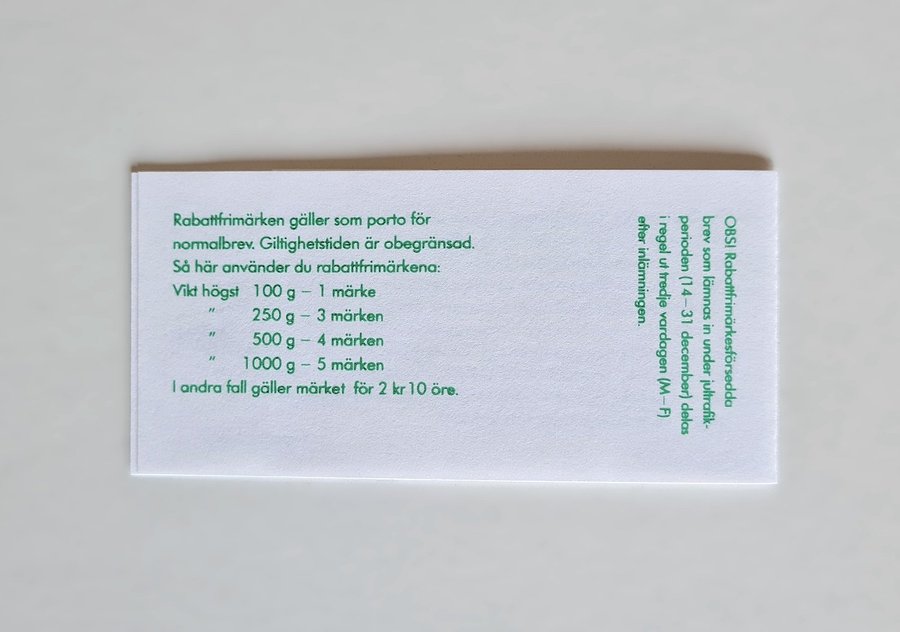 Rabattfrimärken gäller som porto för
normalbrev. Giltighetstiden är obegränsad.
Så här använder du rabattfrimärkena:
Vikt högst 100 g – 1 märke
" 250 g – 3 märken
" 500 g – 4 märken
" 1000 g – 5 märken
I andra fall gäller märket för 2 kr 10 öre.
OBS! Rabattfrimärkesförsedda
brev som lämnas in under jultrafik-
perioden (14–31 december) delas
i regel ut tredje vardagen (M–F)
efter inlämningen.